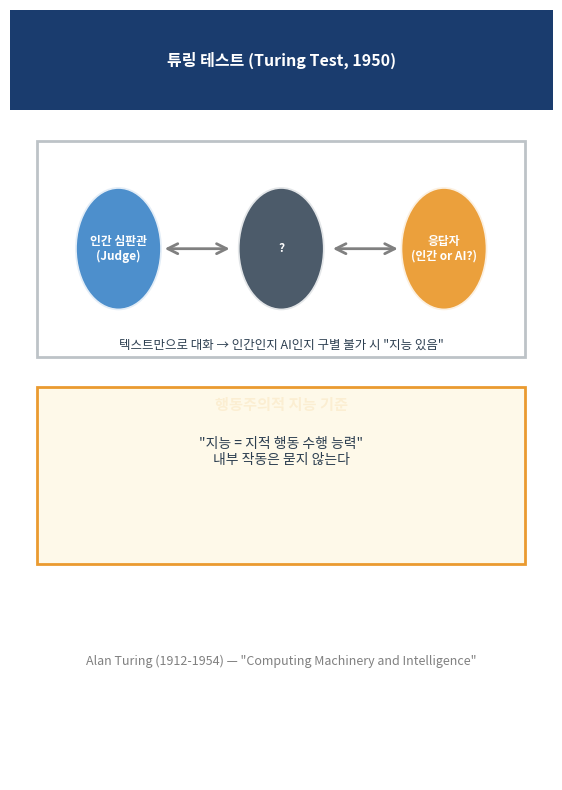 튜링 테스트 (Turing Test, 1950)
인간 심판관
(Judge)
?
응답자
(인간 or AI?)
텍스트만으로 대화 → 인간인지 AI인지 구별 불가 시 "지능 있음"
행동주의적 지능 기준
"지능 = 지적 행동 수행 능력"
내부 작동은 묻지 않는다
Alan Turing (1912-1954) — "Computing Machinery and Intelligence"